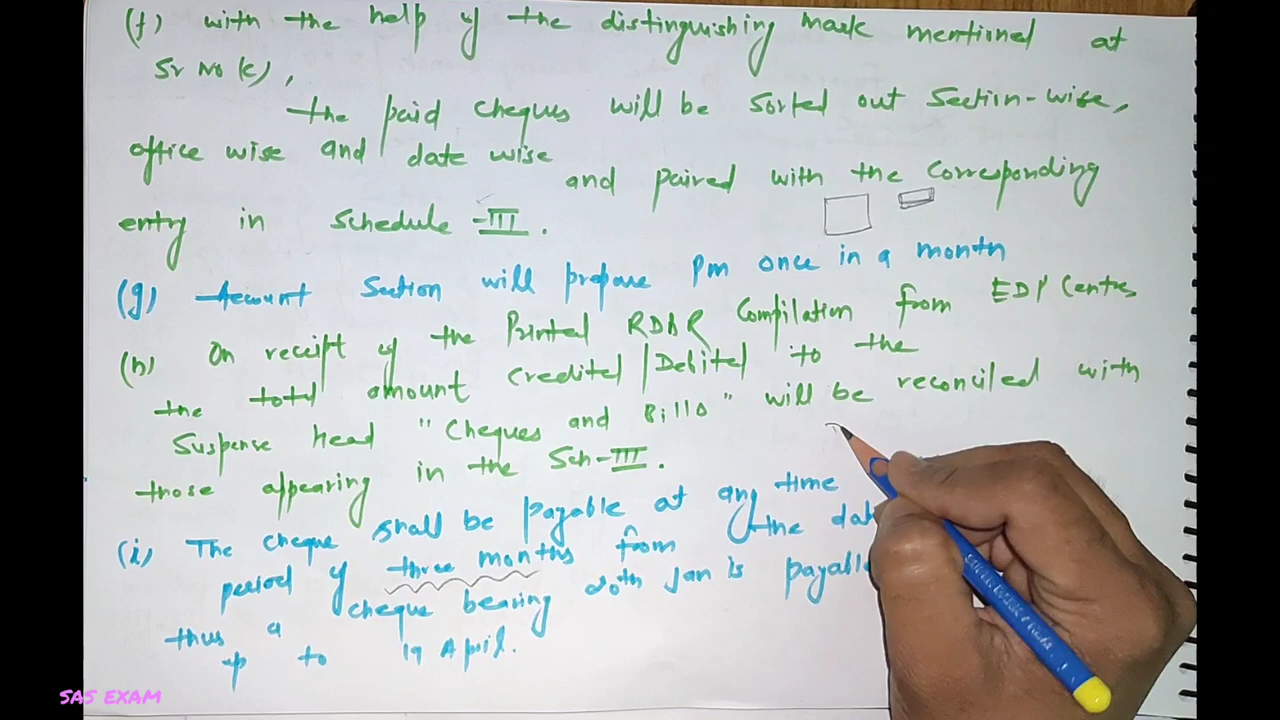 (f) with the help of the distinguishing mark mentioned at
Sr No (c),
the paid cheques will be sorted out Section-wise,
office wise and date wise
and paired with the corresponding
entry in Schedule -III.
(g) Account Section will prepare PM once in a month
(h) On receipt of the Printed RDAR Compilation from EDP Centres
the total amount credited/Debited to the
Suspense head "Cheques and Bills" will be reconciled with
those appearing in the Sch-III.
(i) The cheque shall be payable at any time
period of three months from the dat
thus a cheque bearing 20th Jan is payable
up to 19 April.
SAS EXAM